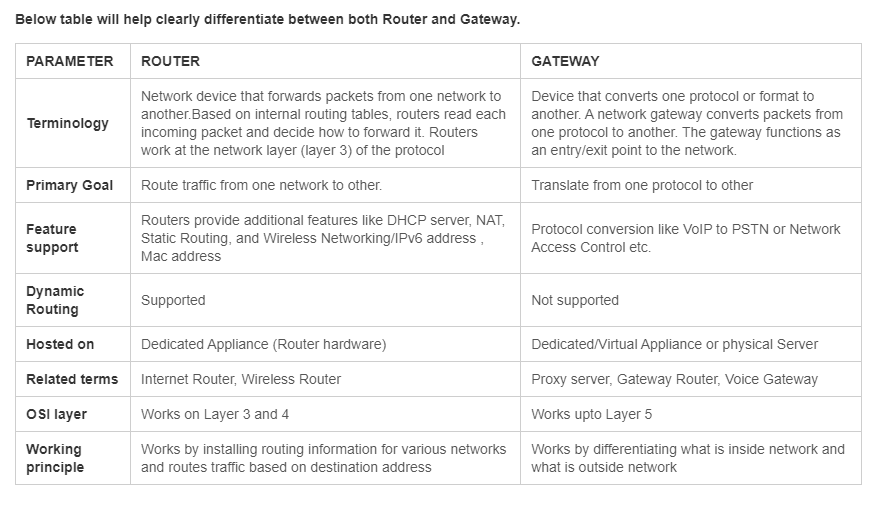 Below table will help clearly differentiate between both Router and Gateway.
PARAMETER ROUTER GATEWAY
Terminology
Network device that forwards packets from one network to
another.Based on internal routing tables, routers read each
incoming packet and decide how to forward it. Routers
work at the network layer (layer 3) of the protocol
Device that converts one protocol or format to
another. A network gateway converts packets from
one protocol to another. The gateway functions as
an entry/exit point to the network.
Primary Goal
Route traffic from one network to other.
Translate from one protocol to other
Feature
support
Routers provide additional features like DHCP server, NAT,
Static Routing, and Wireless Networking/IPv6 address ,
Mac address
Protocol conversion like VoIP to PSTN or Network
Access Control etc.
Dynamic
Routing
Supported
Not supported
Hosted on
Dedicated Appliance (Router hardware)
Dedicated/Virtual Appliance or physical Server
Related terms
Internet Router, Wireless Router
Proxy server, Gateway Router, Voice Gateway
OSI layer
Works on Layer 3 and 4
Works upto Layer 5
Working
principle
Works by installing routing information for various networks
and routes traffic based on destination address
Works by differentiating what is inside network and
what is outside network